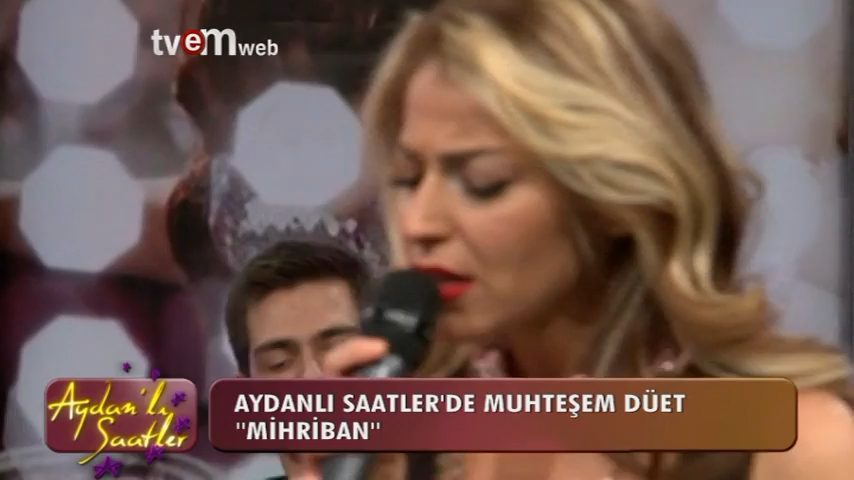 tvem web
Aydan'lı
Saatler
AYDANLI SAATLER'DE MUHTEŞEM DÜET
"MİHRİBAN"